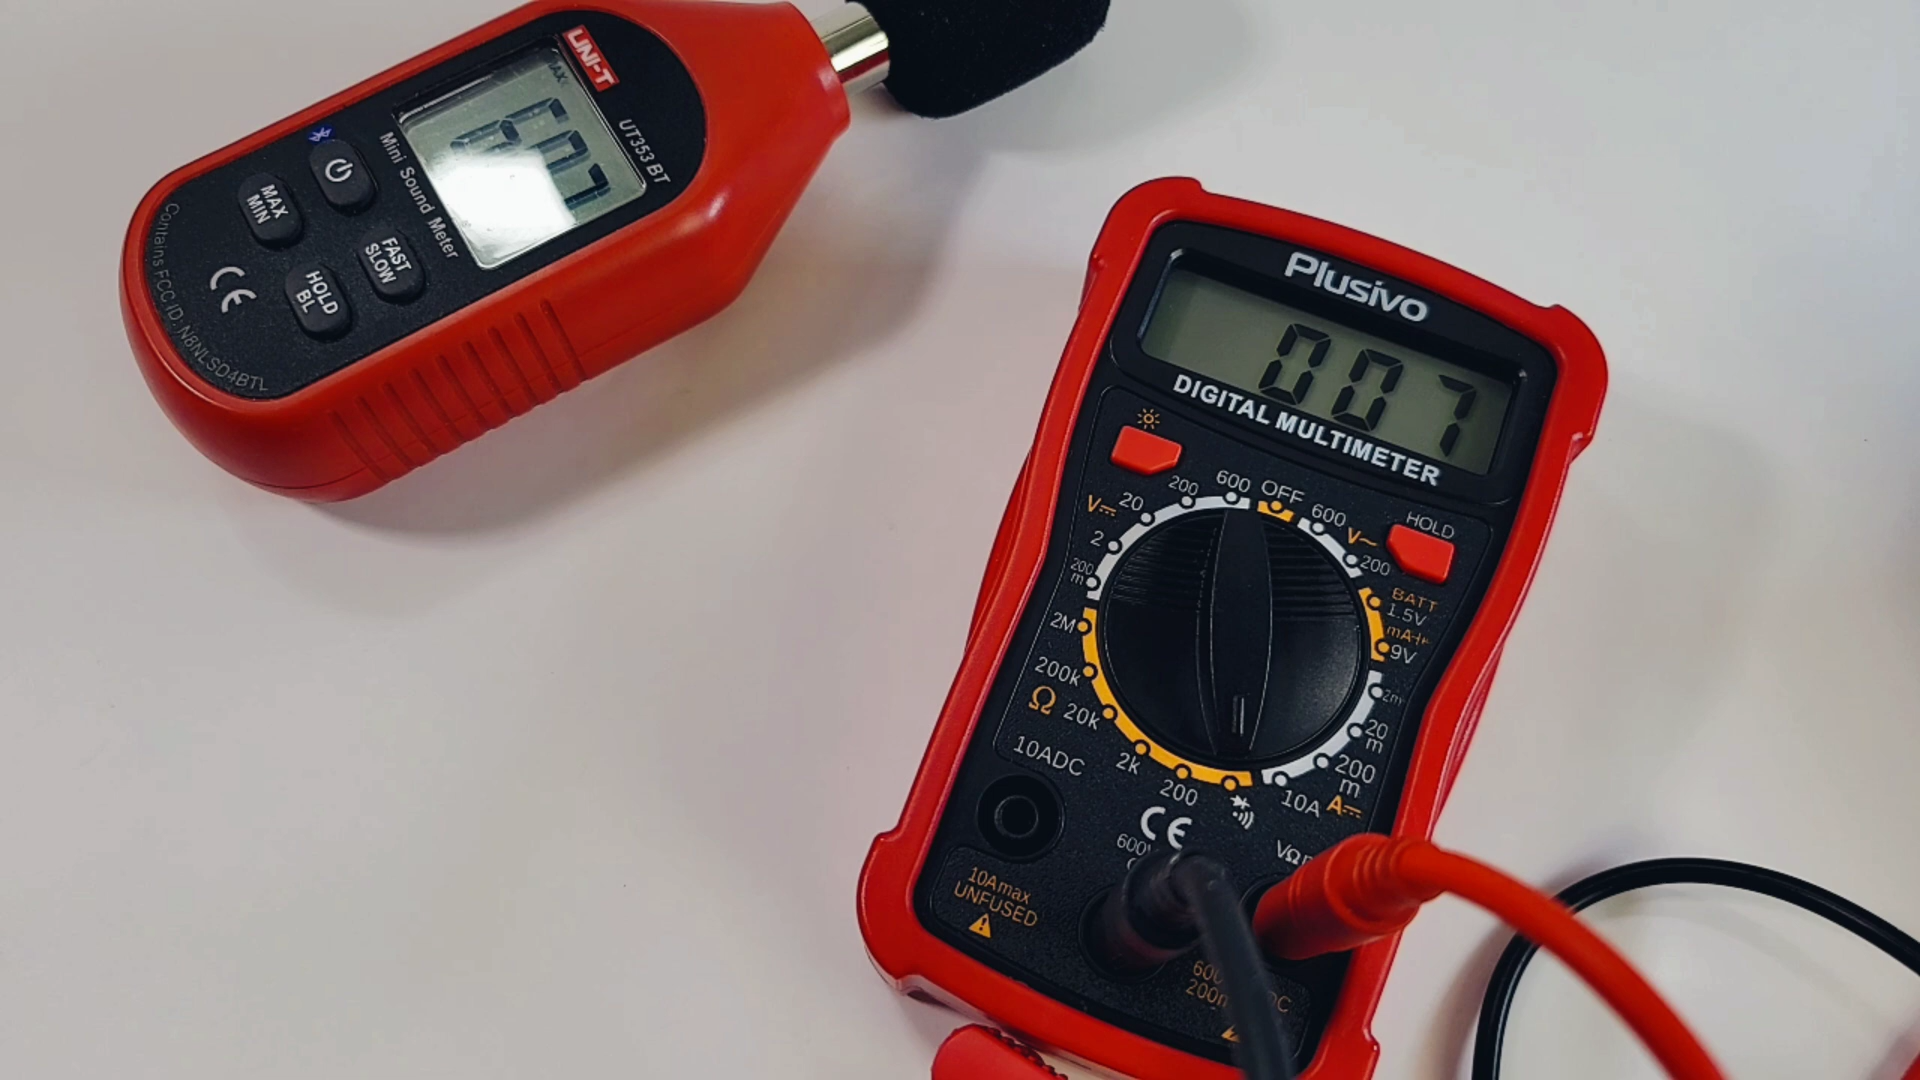 UNI-T
UT353 BT
MAX
Mini Sound Meter
MAX
MIN
FAST
SLOW
HOLD
BL
CE
Contains FCC ID: N8NLSD4BTL
Plusivo
007
DIGITAL MULTIMETER
600 OFF 600
200
V⎓ 20
2
200
m
V~
200
HOLD
BATT
1.5V
mA
9V
2M
200k
Ω 20k
2k
200
2m
20
m
200
m
10A A⎓
10ADC
CE
10Amax
UNFUSED